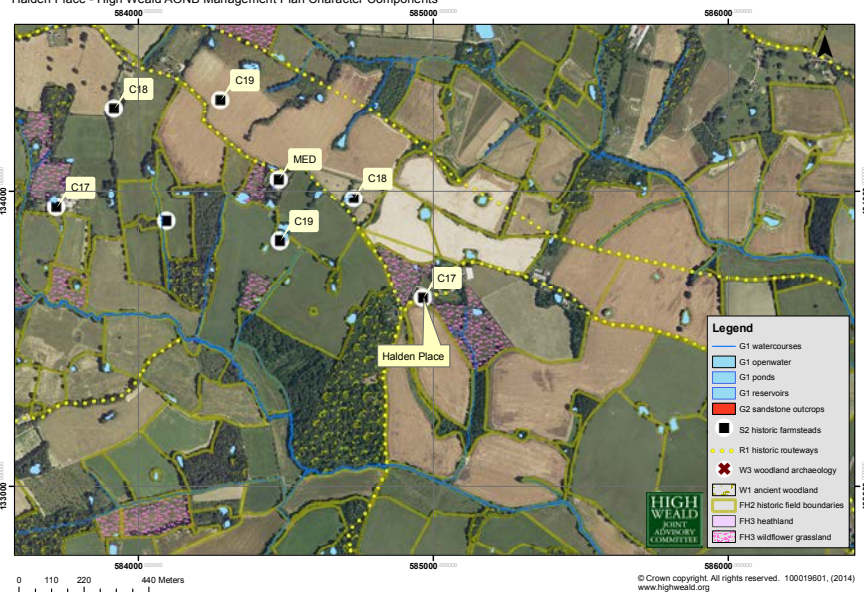 Halden Place - High Weald AONB Management Plan Character Components
584000
585000
586000
C18
C19
MED
C18
C17
C19
134000
C17
Halden Place
Legend
G1 watercourses
G1 openwater
G1 ponds
G1 reservoirs
G2 sandstone outcrops
S2 historic farmsteads
R1 historic routeways
W3 woodland archaeology
W1 ancient woodland
FH2 historic field boundaries
FH3 heathland
FH3 wildflower grassland
HIGH
WEALD
JOINT
ADVISORY
COMMITTEE
133000
584000
585000
586000
0 110 220 440 Meters
© Crown copyright. All rights reserved. 100019601, (2014)
www.highweald.org